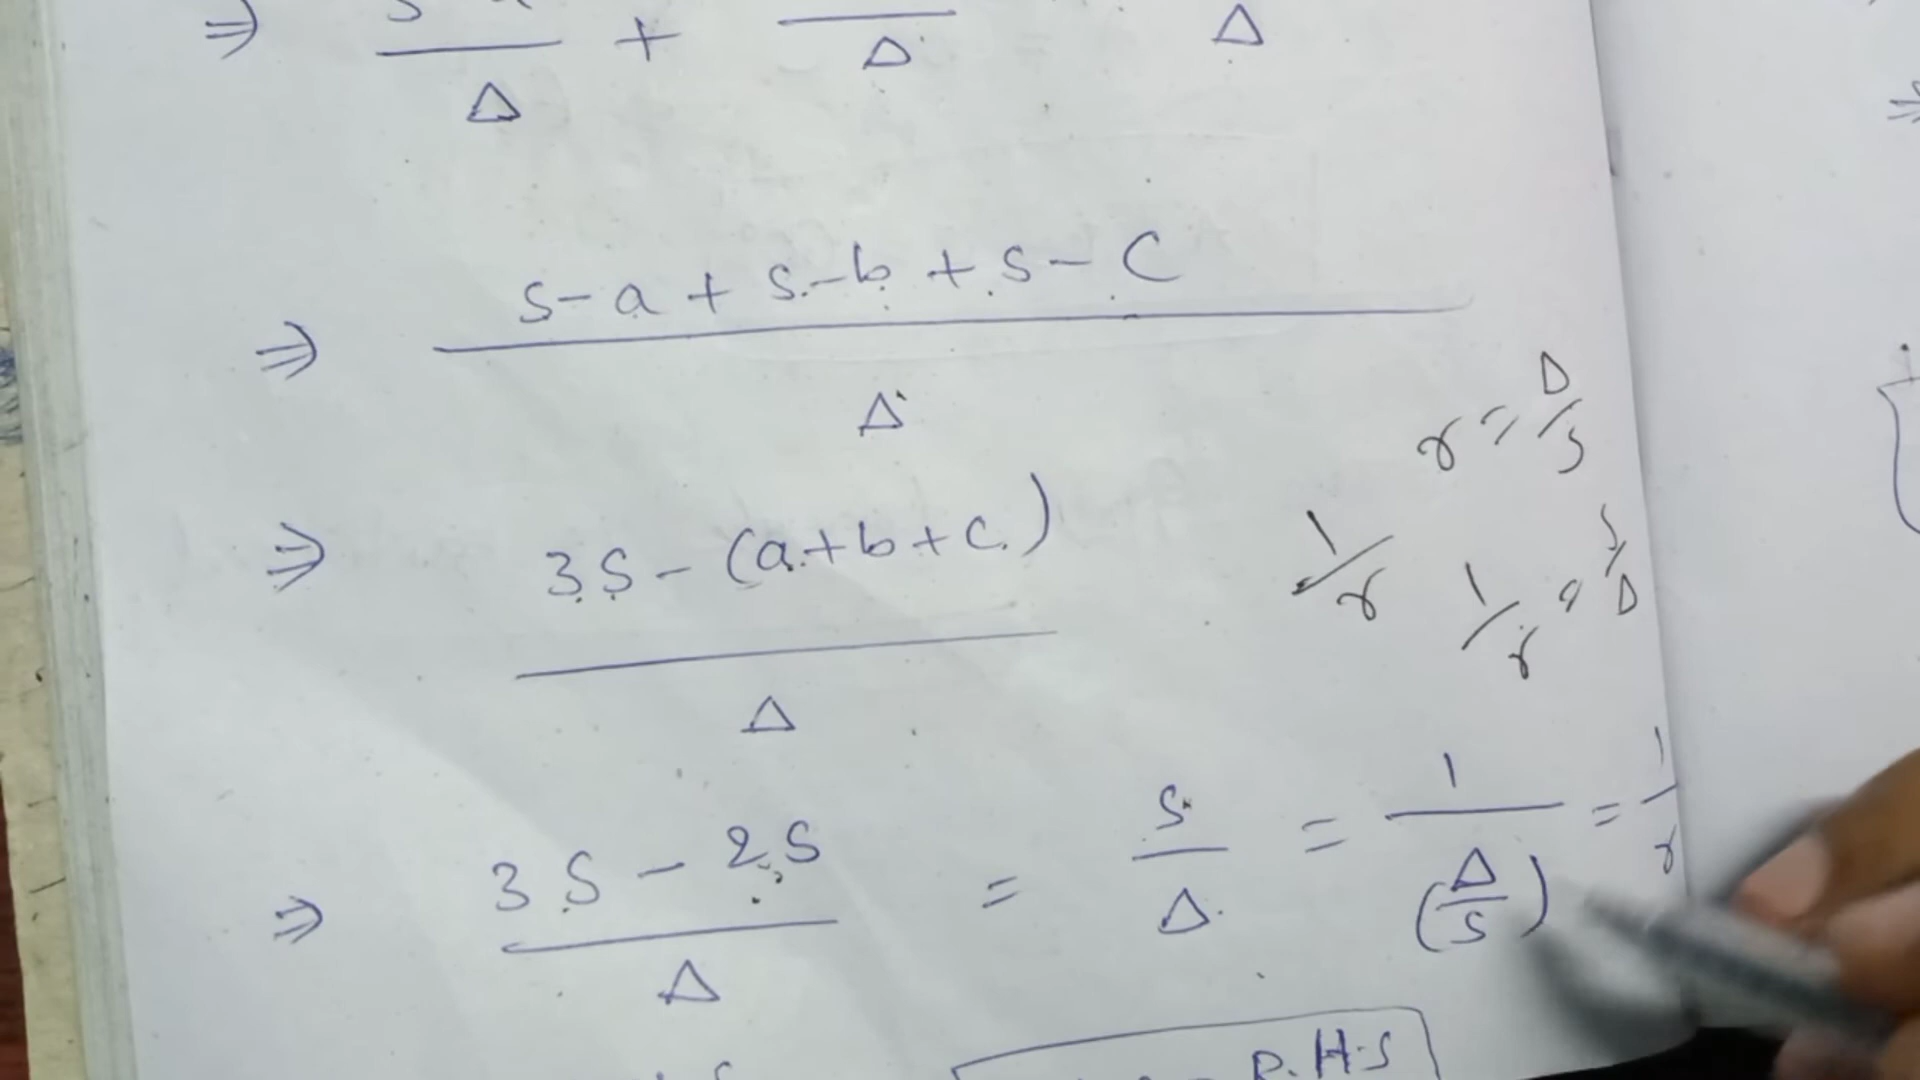 ⇒ ── + ── ──
Δ Δ Δ
⇒ s-a + s-b + s-c
Δ
r = Δ/s
⇒ 3s - (a+b+c)
Δ
1/r 1/r = s/Δ
⇒ 3s - 2s / Δ = s/Δ = 1/(Δ/s) = 1/r
R.H.S